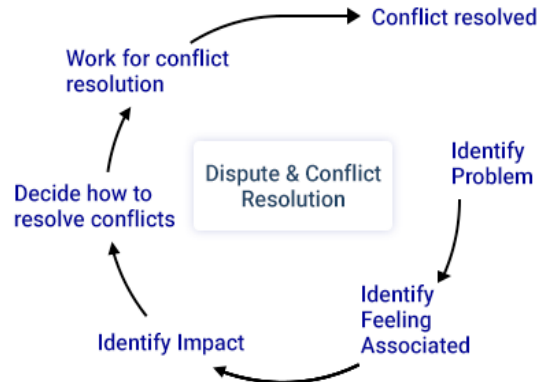 Conflict resolved
Work for conflict
resolution
Dispute & Conflict
Resolution
Identify
Problem
Decide how to
resolve conflicts
Identify
Feeling
Associated
Identify Impact